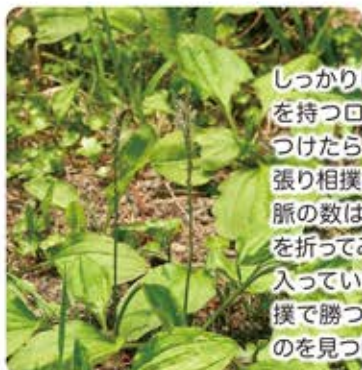 しっかり
を持つロ
つけたら
張り相撲
脈の数は
を折って
入ってい
撲で勝つ
のを見つ